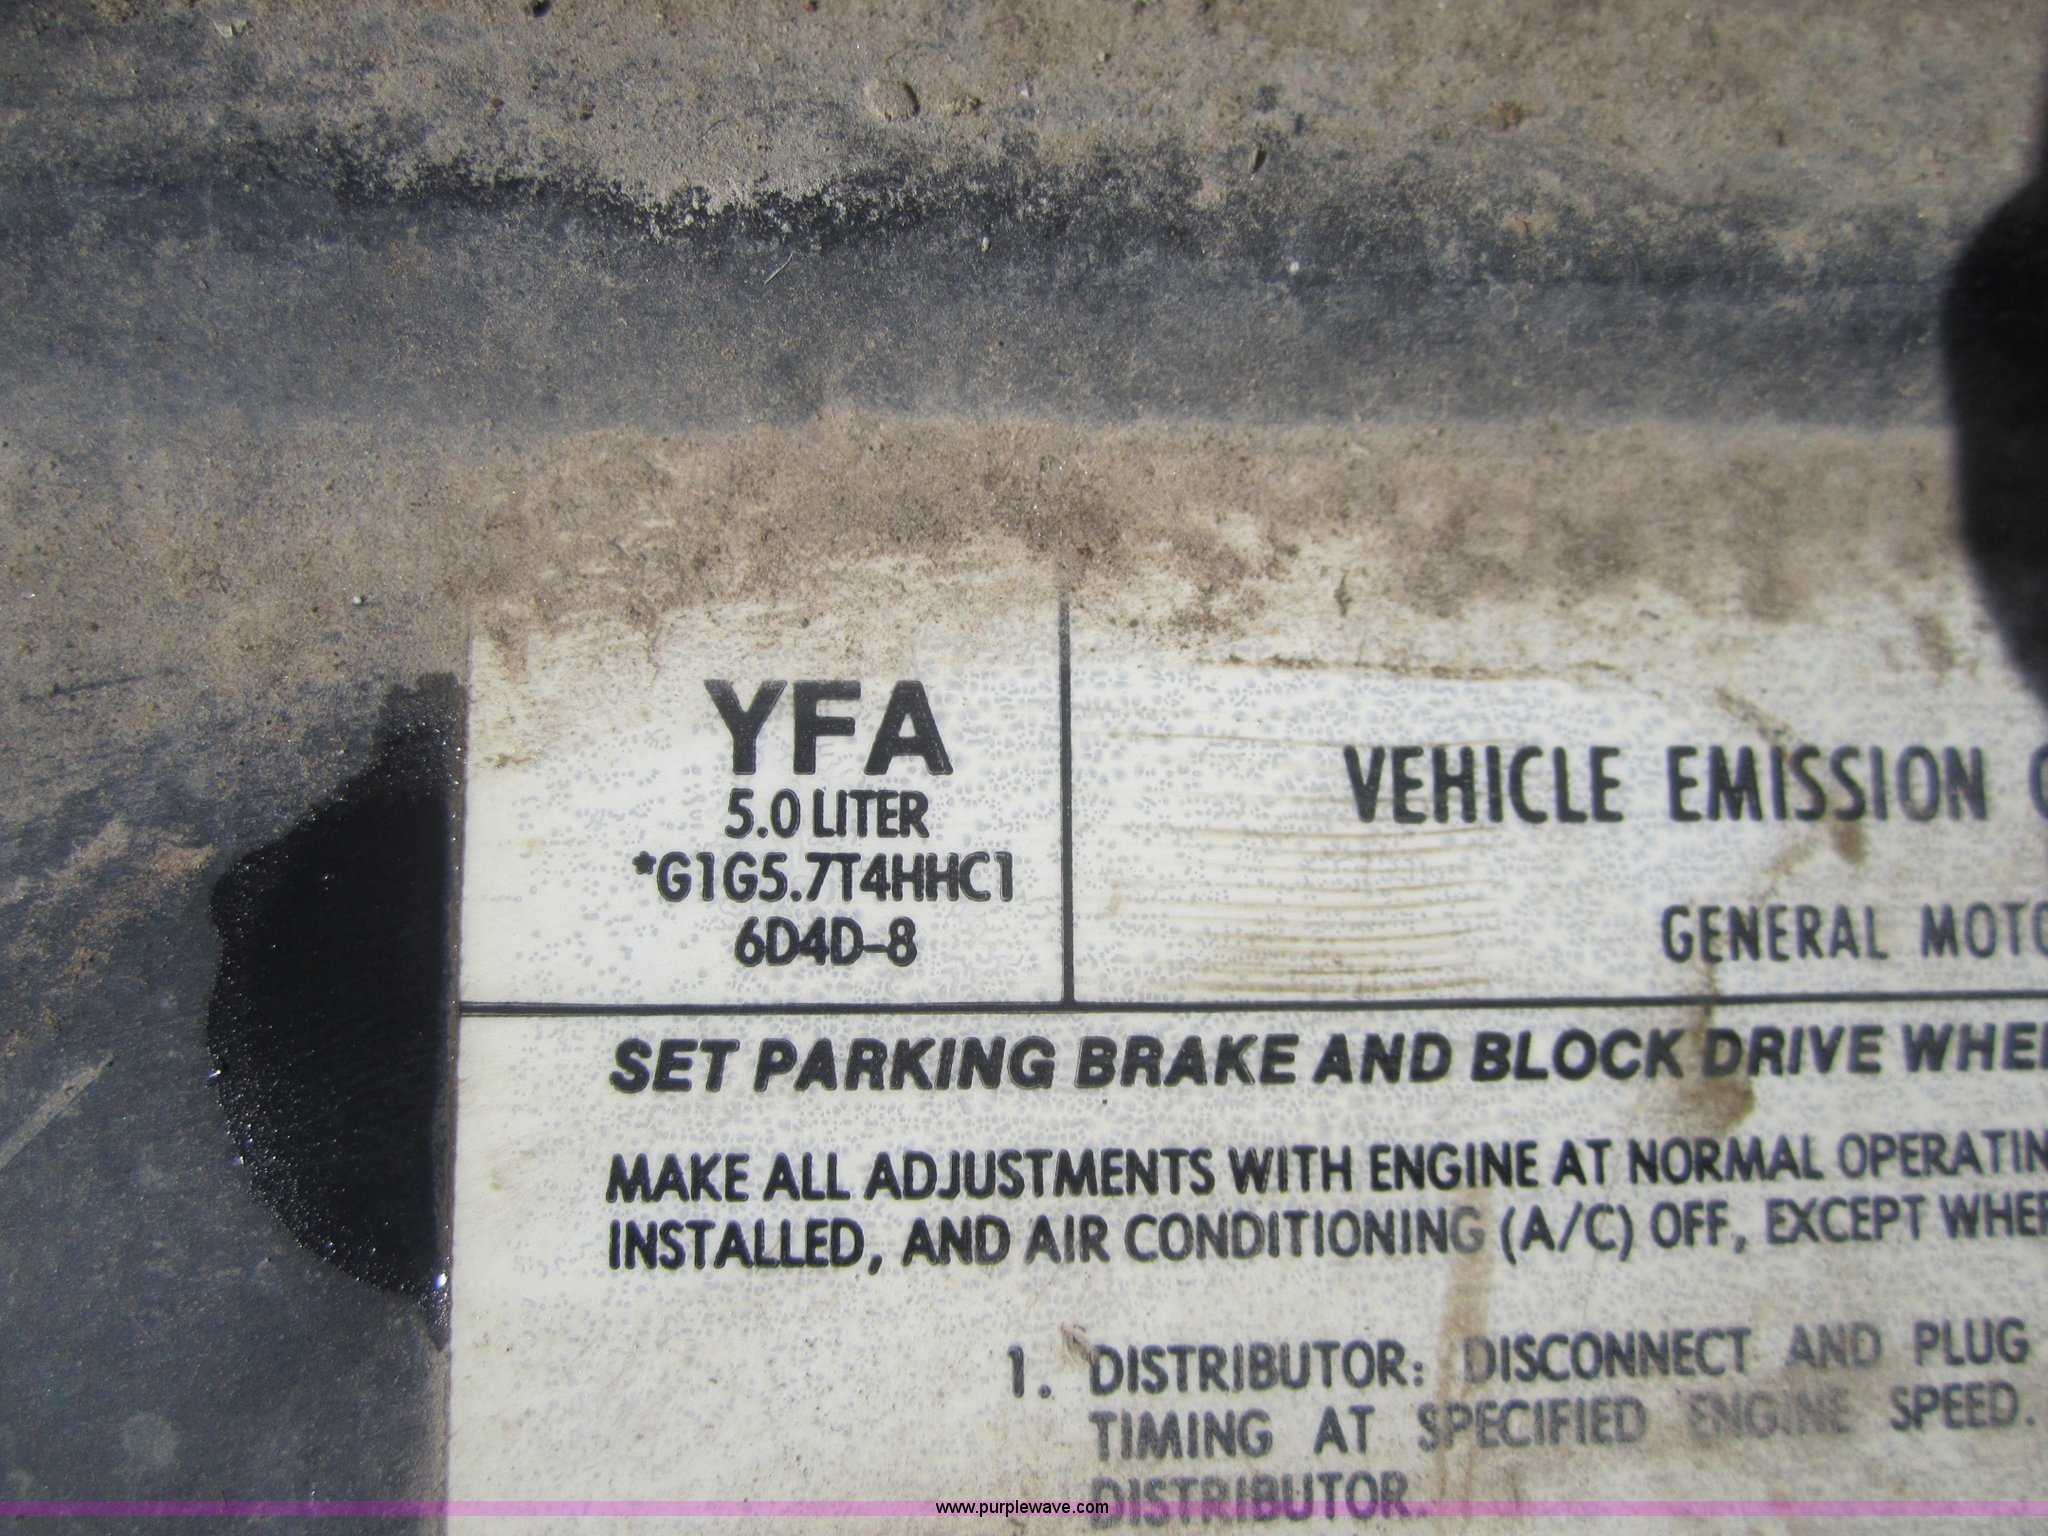 YFA
5.0 LITER
*G1G5.7T4HHC1
6D4D-8
VEHICLE EMISSION
GENERAL
SET PARKING BRAKE AND BLOCK DRIVE
MAKE ALL ADJUSTMENTS WITH ENGINE AT NORMAL
INSTALLED, AND AIR CONDITIONING (A/C) OFF, EXCEPT
1. DISTRIBUTOR: DISCONNECT AND PLUG
TIMING AT SPECIFIED ENGINE SPEED.
DISTRIBUTOR.
www.purplewave.com